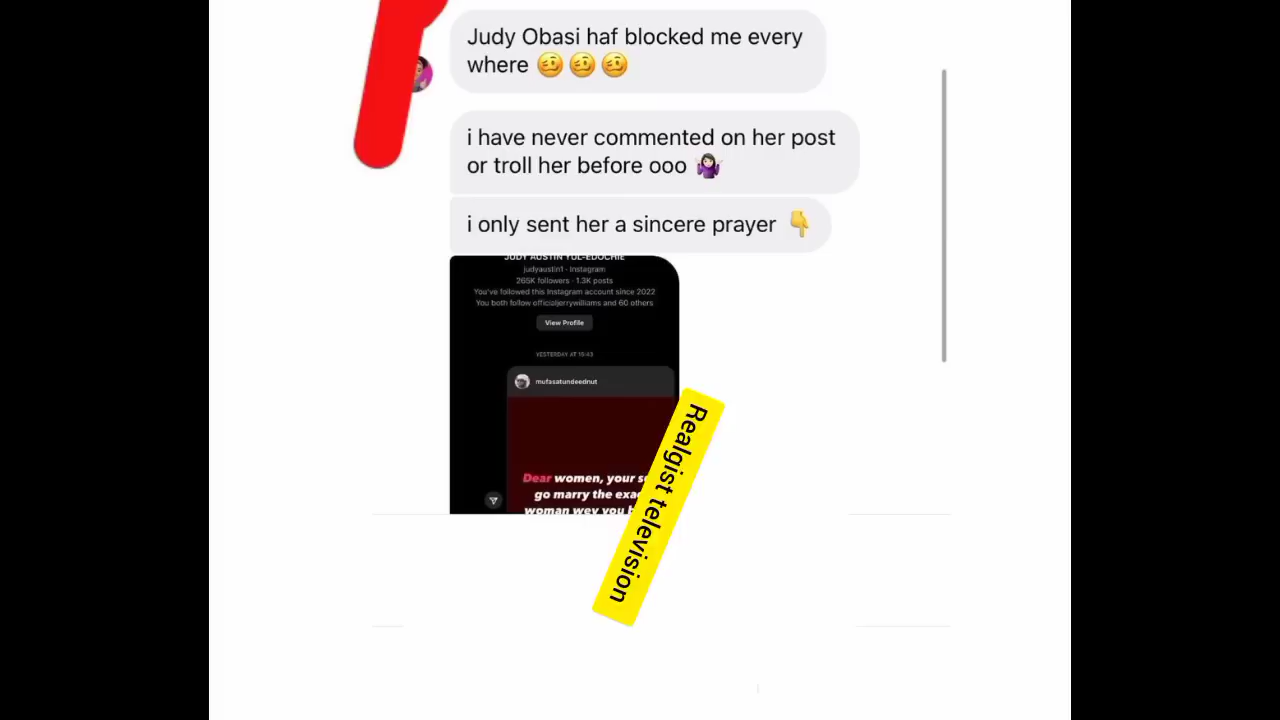 Judy Obasi haf blocked me every
where 🥴 🥴 🥴
i have never commented on her post
or troll her before ooo 🤷🏻‍♀️
i only sent her a sincere prayer 👇
JUDY AUSTIN YUL-EDOCHIE
judyaustin1 · Instagram
265K followers · 1.3K posts
You've followed this Instagram account since 2022
You both follow officialjerrywilliams and 60 others
View Profile
YESTERDAY AT 16:43
mufasatundeednut
Dear women, your
go marry the
woman wey you
Realgist television